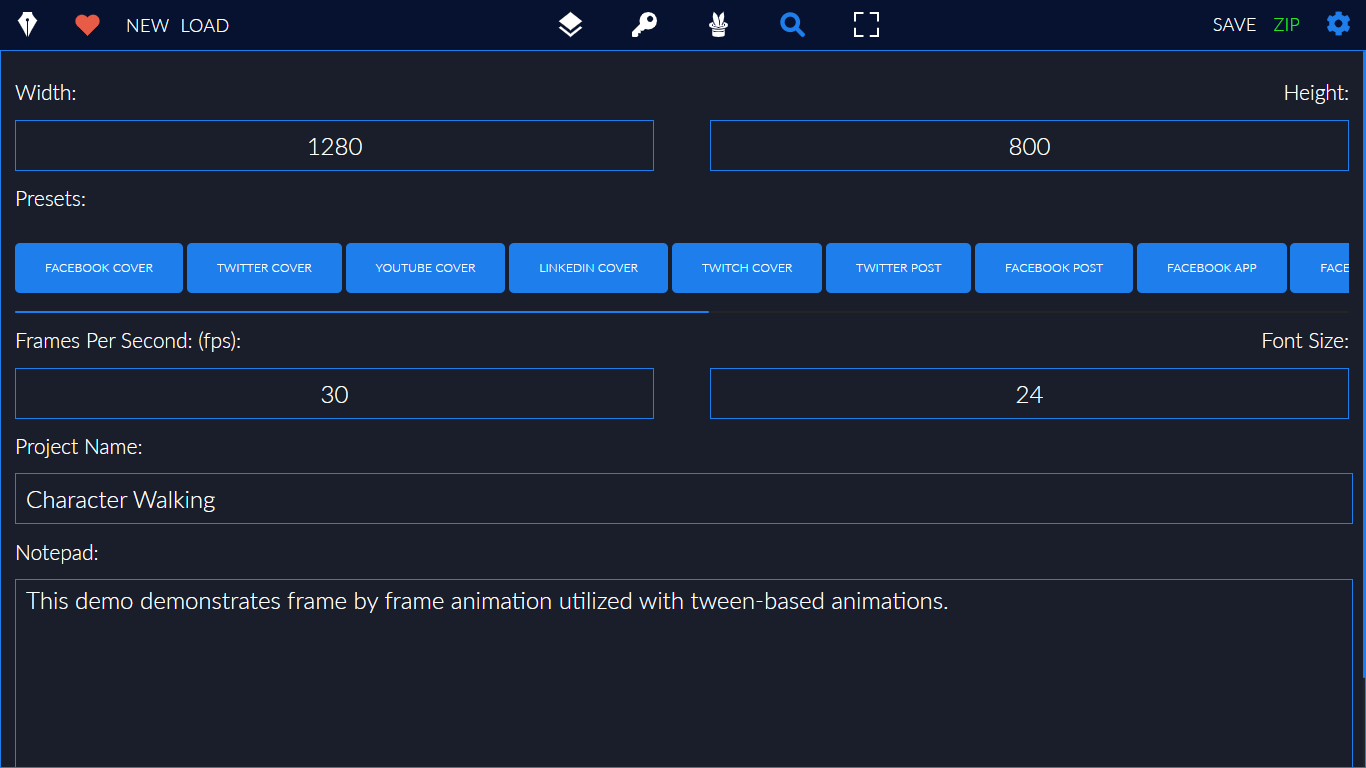 NEW LOAD SAVE ZIP
Width: Height:
1280 800
Presets:
FACEBOOK COVER TWITTER COVER YOUTUBE COVER LINKEDIN COVER TWITCH COVER TWITTER POST FACEBOOK POST FACEBOOK APP FACE
Frames Per Second: (fps): Font Size:
30 24
Project Name:
Character Walking
Notepad:
This demo demonstrates frame by frame animation utilized with tween-based animations.